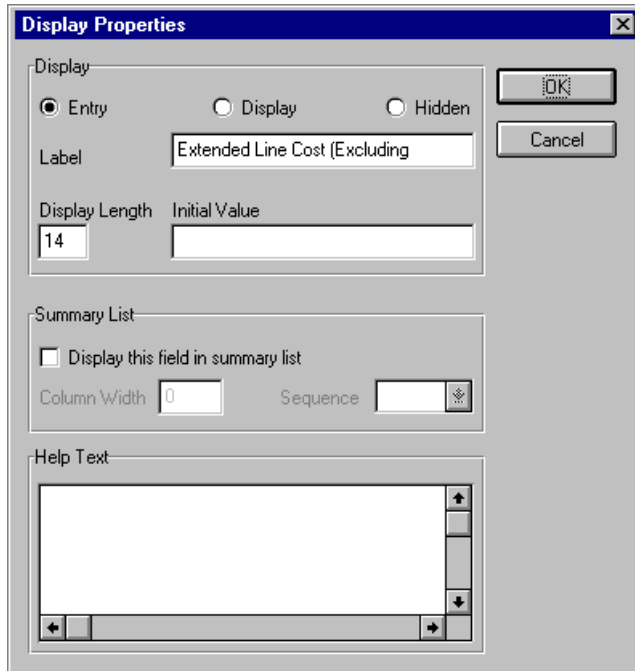 Display Properties
Display
OK
Entry Display Hidden
Cancel
Label Extended Line Cost (Excluding
Display Length Initial Value
14
Summary List
Display this field in summary list
Column Width 0 Sequence
Help Text